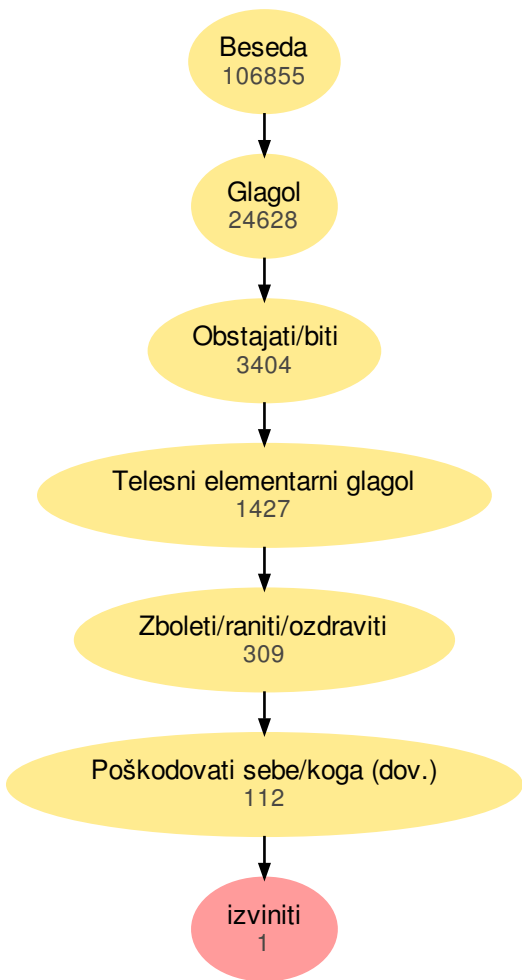 Beseda
106855
Glagol
24628
Obstajati/biti
3404
Telesni elementarni glagol
1427
Zboleti/raniti/ozdraviti
309
Poškodovati sebe/koga (dov.)
112
izviniti
1